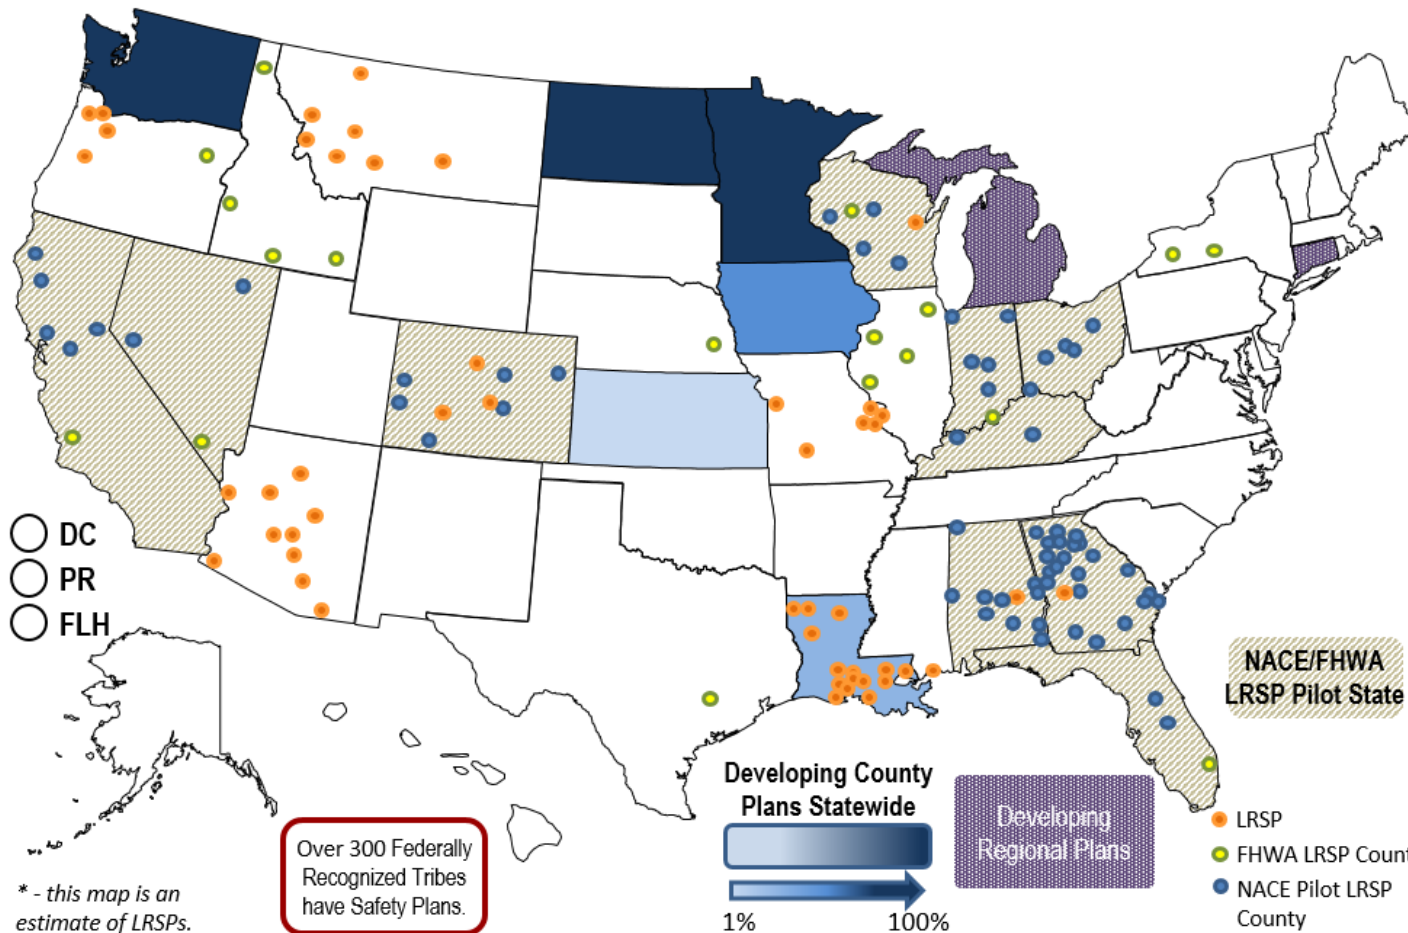 DC
PR
FLH
NACE/FHWA
LRSP Pilot State
Developing County
Plans Statewide
1%
100%
Developing
Regional Plans
LRSP
FHWA LRSP Count
NACE Pilot LRSP
County
Over 300 Federally
Recognized Tribes
have Safety Plans.
* - this map is an
estimate of LRSPs.